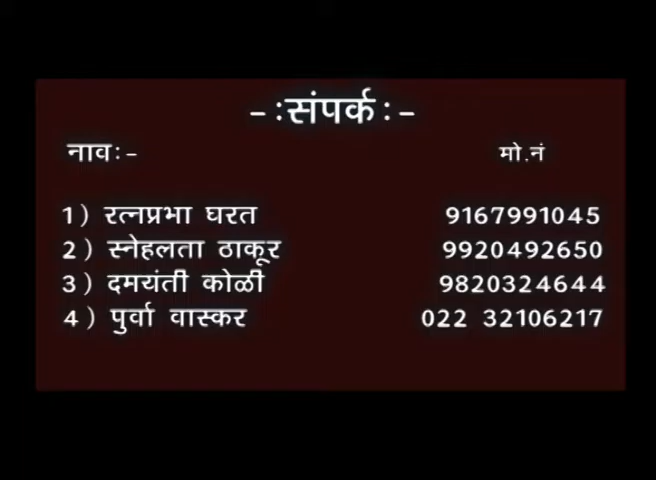 -:संपर्क:-
नाव:- मो.नं
1) रत्नप्रभा घरत 9167991045
2) स्नेहलता ठाकूर 9920492650
3) दमयंती कोळी 9820324644
4) पुर्वा वास्कर 022 32106217